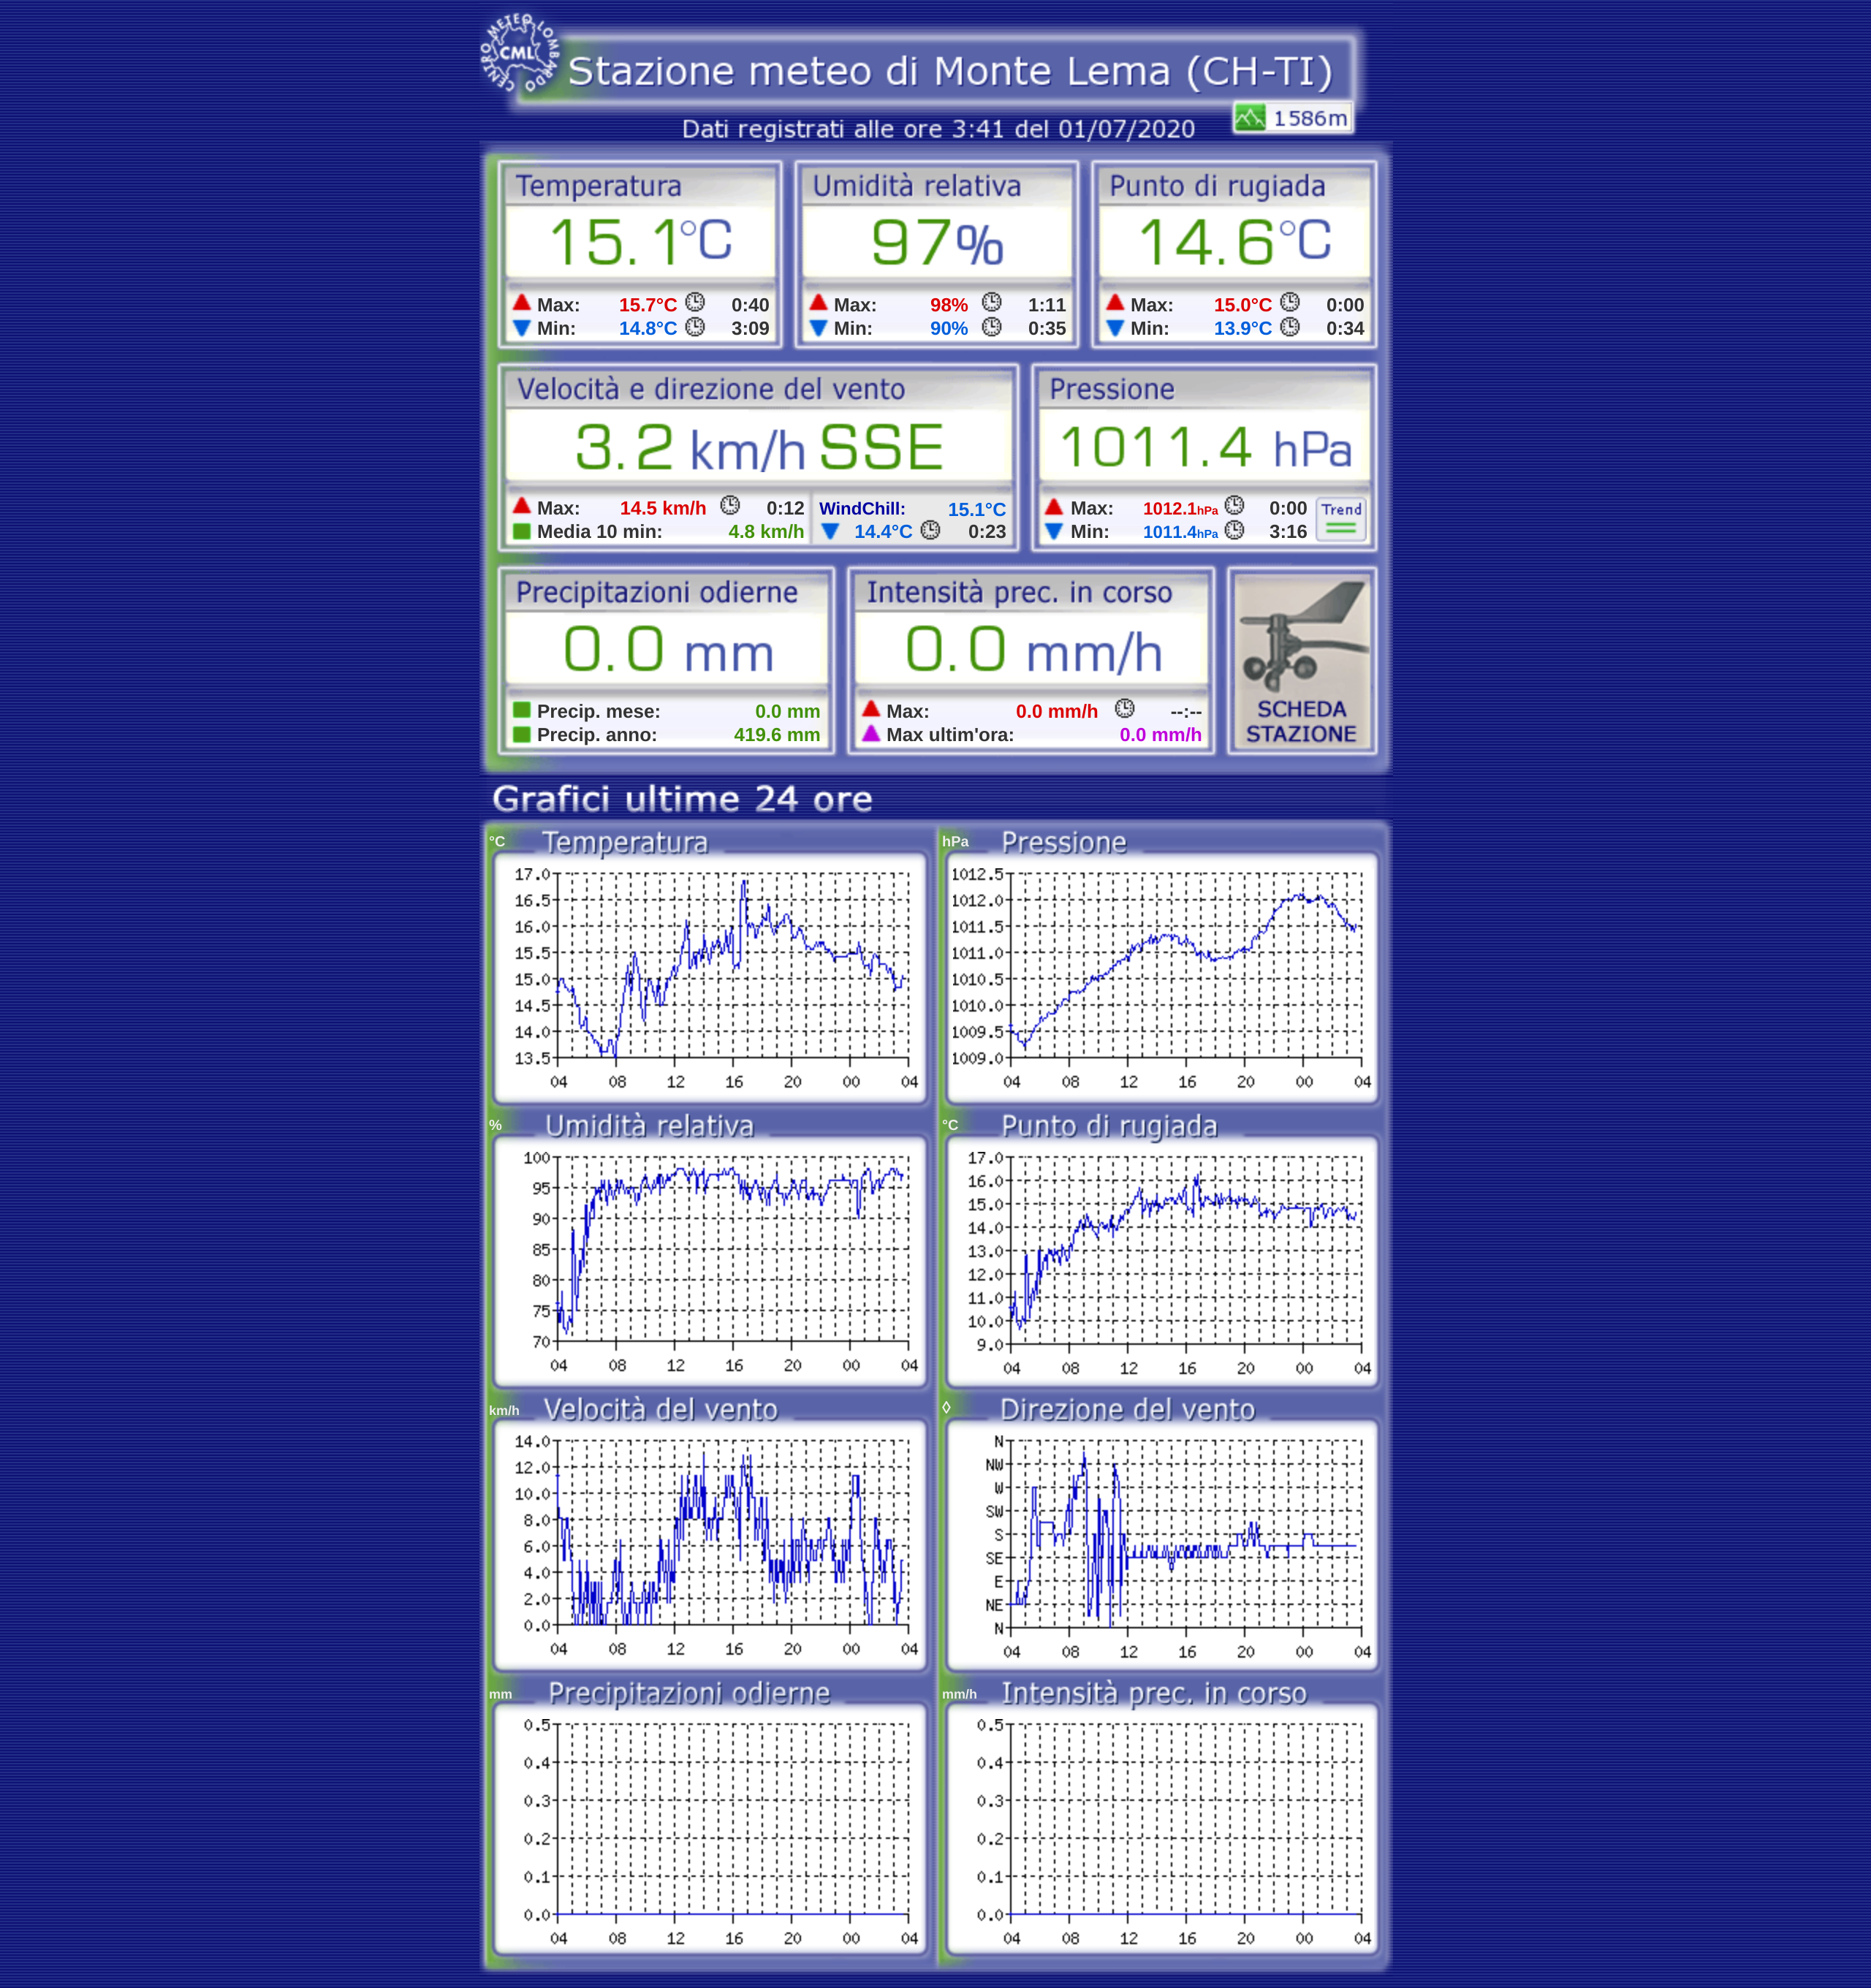 CENTRO METEO LOMBARDO
CML
Stazione meteo di Monte Lema (CH-TI)
1586m
Dati registrati alle ore 3:41 del 01/07/2020
Temperatura
15.1°C
Max: 15.7°C 0:40
Min: 14.8°C 3:09
Umidità relativa
97%
Max: 98% 1:11
Min: 90% 0:35
Punto di rugiada
14.6°C
Max: 15.0°C 0:00
Min: 13.9°C 0:34
Velocità e direzione del vento
3.2 km/h SSE
Max: 14.5 km/h 0:12
Media 10 min: 4.8 km/h
WindChill: 15.1°C
14.4°C 0:23
Pressione
1011.4 hPa
Max: 1012.1hPa 0:00
Min: 1011.4hPa 3:16
Trend
Precipitazioni odierne
0.0 mm
Precip. mese: 0.0 mm
Precip. anno: 419.6 mm
Intensità prec. in corso
0.0 mm/h
Max: 0.0 mm/h --:--
Max ultim'ora: 0.0 mm/h
SCHEDA
STAZIONE
Grafici ultime 24 ore
°C Temperatura
17.0
16.5
16.0
15.5
15.0
14.5
14.0
13.5
04 08 12 16 20 00 04
hPa Pressione
1012.5
1012.0
1011.5
1011.0
1010.5
1010.0
1009.5
1009.0
04 08 12 16 20 00 04
% Umidità relativa
100
95
90
85
80
75
70
04 08 12 16 20 00 04
°C Punto di rugiada
17.0
16.0
15.0
14.0
13.0
12.0
11.0
10.0
9.0
04 08 12 16 20 00 04
km/h Velocità del vento
14.0
12.0
10.0
8.0
6.0
4.0
2.0
0.0
04 08 12 16 20 00 04
◊ Direzione del vento
N
NW
W
SW
S
SE
E
NE
N
04 08 12 16 20 00 04
mm Precipitazioni odierne
0.5
0.4
0.3
0.2
0.1
0.0
04 08 12 16 20 00 04
mm/h Intensità prec. in corso
0.5
0.4
0.3
0.2
0.1
0.0
04 08 12 16 20 00 04